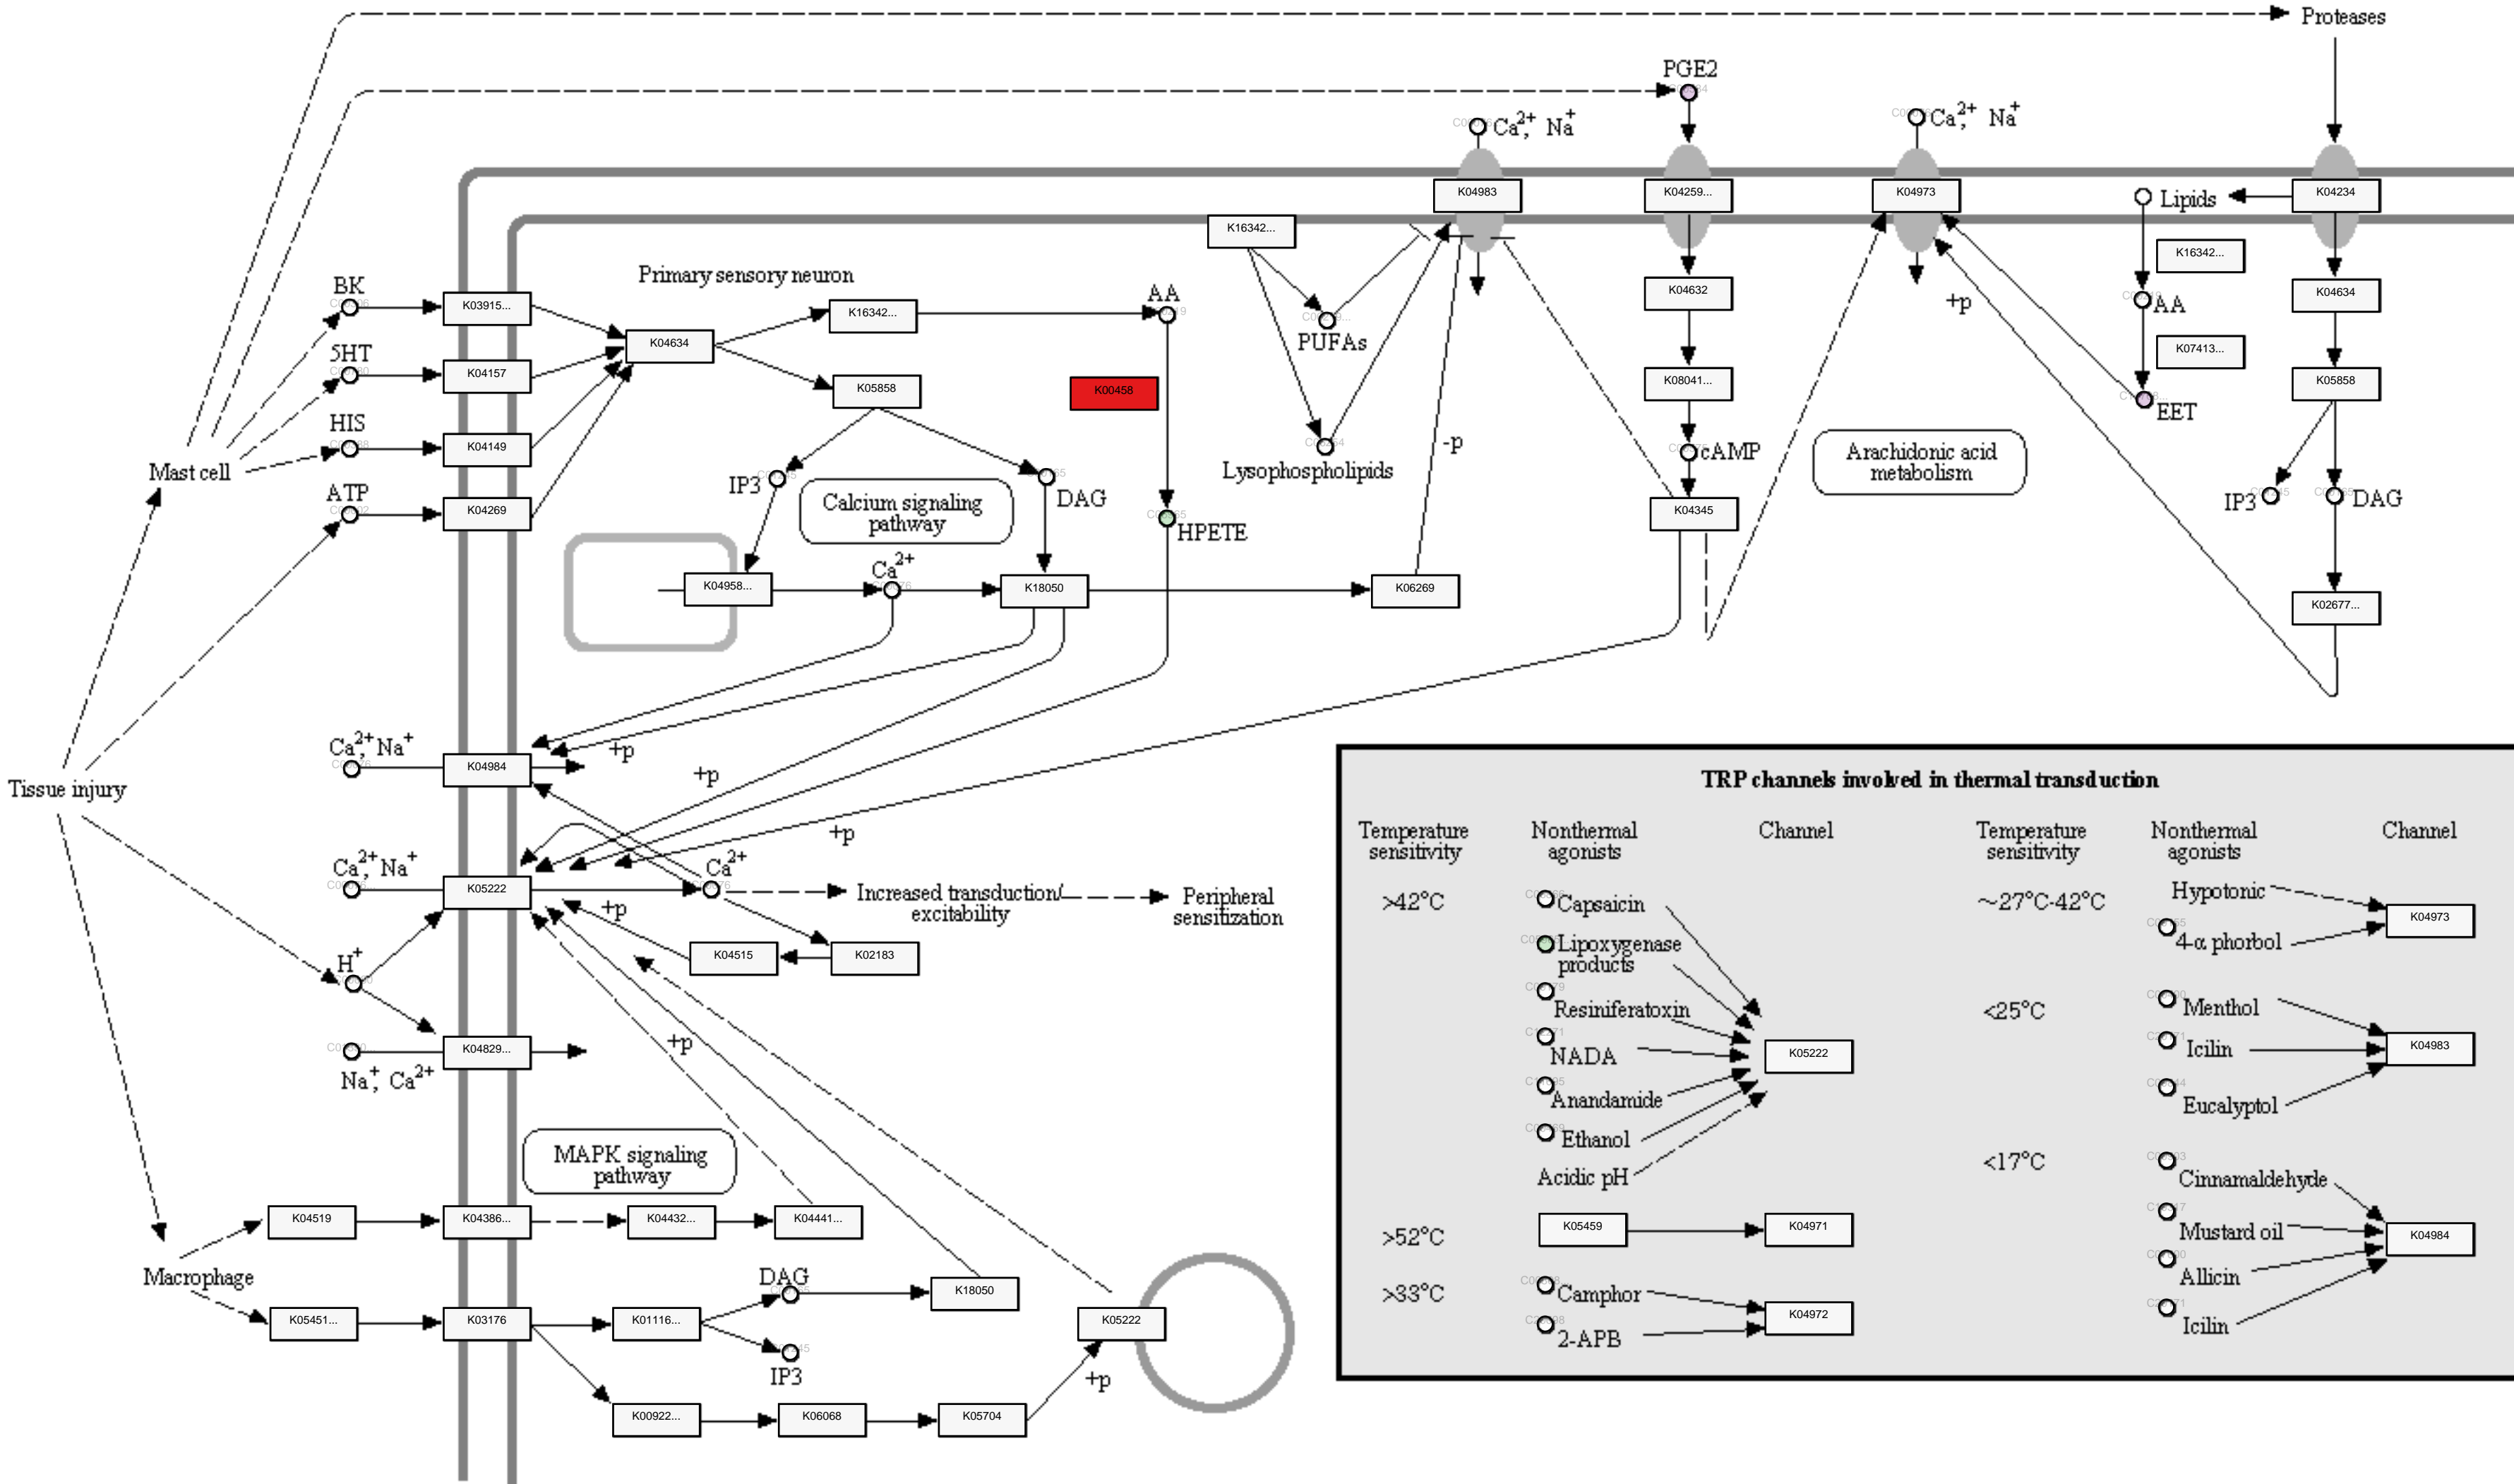 Proteases
PGE2
Ca2+, Na+
Ca2+, Na+
K04983
K04259...
K04973
Lipids
K04234
K16342...
K16342...
Primary sensory neuron
BK
K03915...
K16342...
AA
K04632
AA
K04634
+p
PUFAs
5HT
K04157
K04634
K07413...
K05858
K00458
K08041...
K05858
EET
HIS
K04149
-p
cAMP
Arachidonic acid
metabolism
Mast cell
Lysophospholipids
IP3
DAG
ATP
K04269
Calcium signaling
pathway
K04345
IP3
DAG
HPETE
K04958...
Ca2+
K18050
K06269
K02677...
Ca2+, Na+
K04984
+p
+p
Tissue injury
+p
Ca2+, Na+
K05222
Ca2+
Increased transduction/
excitability
Peripheral
sensitization
+p
K04515
K02183
H+
K04829...
Na+, Ca2+
+p
MAPK signaling
pathway
K04519
K04386...
K04432...
K04441...
Macrophage
DAG
K18050
K05451...
K03176
K01116...
K05222
IP3
+p
K00922...
K06068
K05704
TRP channels involved in thermal transduction
Temperature
sensitivity
Nonthermal
agonists
Channel
Temperature
sensitivity
Nonthermal
agonists
Channel
>42°C
Capsaicin
Lipoxygenase
products
Resiniferatoxin
NADA
K05222
Anandamide
Ethanol
Acidic pH
>52°C
K05459
K04971
>33°C
Camphor
K04972
2-APB
~27°C-42°C
Hypotonic
K04973
4-α phorbol
<25°C
Menthol
Icilin
K04983
Eucalyptol
<17°C
Cinnamaldehyde
Mustard oil
K04984
Allicin
Icilin